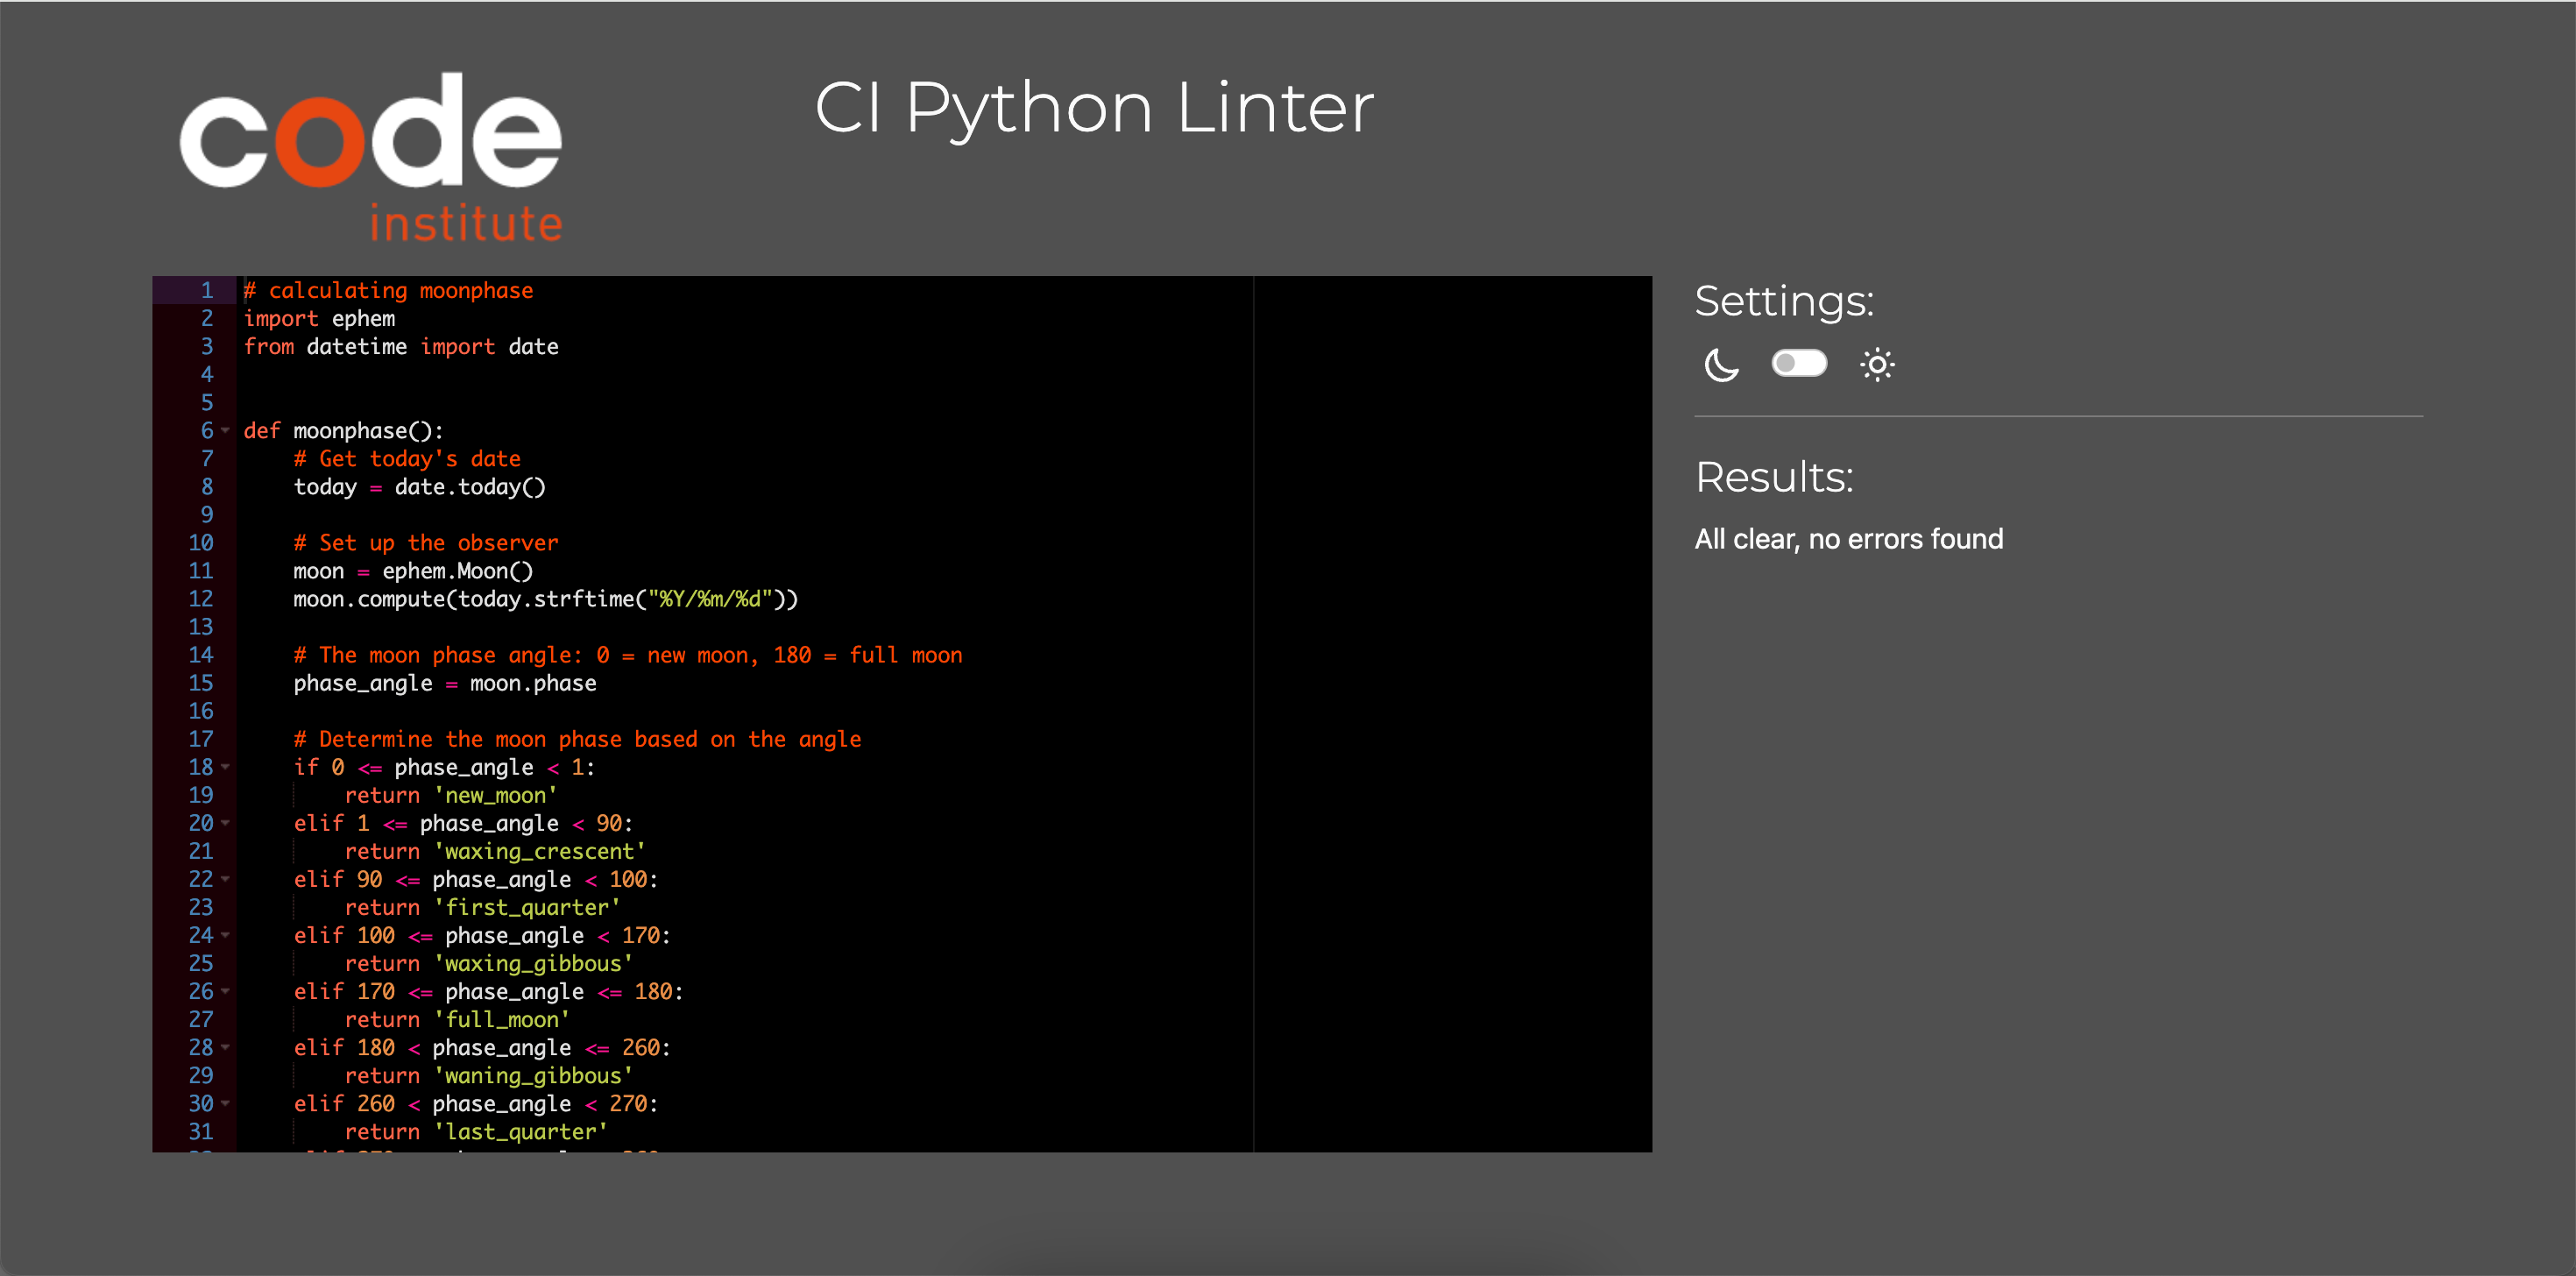 code
institute
CI Python Linter
1 # calculating moonphase
2 import ephem
3 from datetime import date
4
5
6 def moonphase():
7     # Get today's date
8     today = date.today()
9
10     # Set up the observer
11     moon = ephem.Moon()
12     moon.compute(today.strftime("%Y/%m/%d"))
13
14     # The moon phase angle: 0 = new moon, 180 = full moon
15     phase_angle = moon.phase
16
17     # Determine the moon phase based on the angle
18     if 0 <= phase_angle < 1:
19         return 'new_moon'
20     elif 1 <= phase_angle < 90:
21         return 'waxing_crescent'
22     elif 90 <= phase_angle < 100:
23         return 'first_quarter'
24     elif 100 <= phase_angle < 170:
25         return 'waxing_gibbous'
26     elif 170 <= phase_angle <= 180:
27         return 'full_moon'
28     elif 180 < phase_angle <= 260:
29         return 'waning_gibbous'
30     elif 260 < phase_angle < 270:
31         return 'last_quarter'
Settings:
Results:
All clear, no errors found